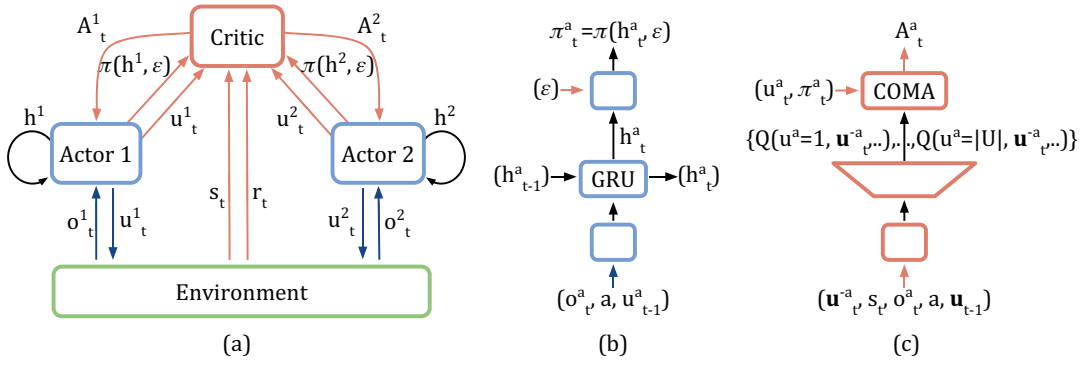 A¹ₜ
Critic
A²ₜ
π(h¹, ε)
π(h², ε)
u¹ₜ
u²ₜ
h¹
h²
Actor 1
Actor 2
o¹ₜ
u¹ₜ
sₜ
rₜ
u²ₜ
o²ₜ
Environment
(a)
πᵃₜ=π(hᵃₜ, ε)
(ε)
hᵃₜ
(hᵃₜ₋₁)
GRU
(hᵃₜ)
(oᵃₜ, a, uᵃₜ₋₁)
(b)
Aᵃₜ
(uᵃₜ, πᵃₜ)
COMA
{Q(uᵃ=1, u⁻ᵃₜ,..),...,Q(uᵃ=|U|, u⁻ᵃₜ,..)}
(u⁻ᵃₜ, sₜ, oᵃₜ, a, uₜ₋₁)
(c)